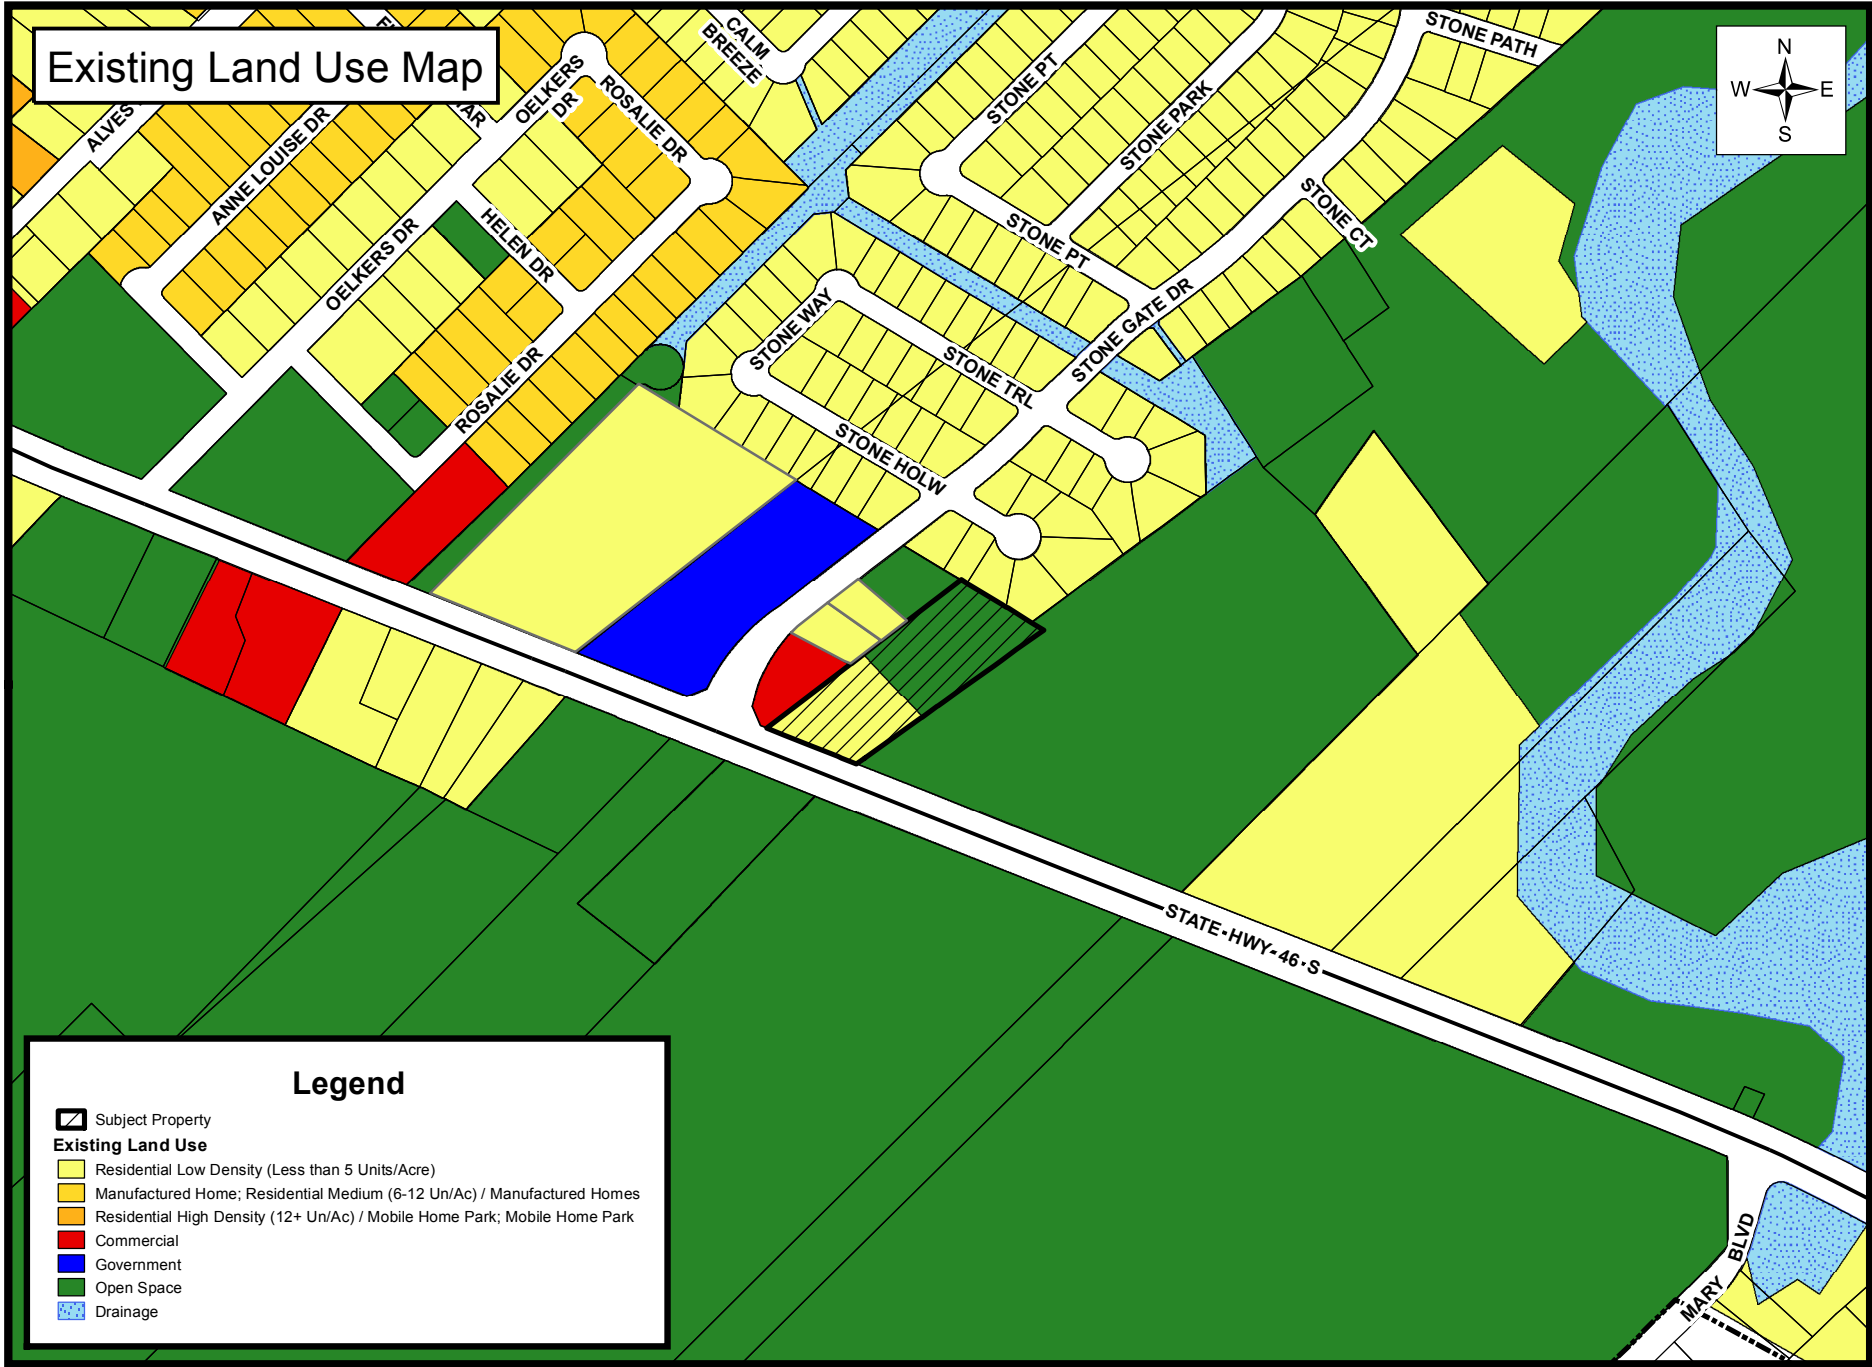 Existing Land Use Map
N
W E
S
ALVES
ANNE LOUISE DR
OELKERS
DR
ROSALIE DR
OELKERS DR
HELEN DR
ROSALIE DR
CALM
BREEZE
STONE PT
STONE PARK
STONE PATH
STONE CT
STONE PT
STONE GATE DR
STONE WAY
STONE TRL
STONE HOLW
STATE HWY 46 S
MARY BLVD
Legend
Subject Property
Existing Land Use
Residential Low Density (Less than 5 Units/Acre)
Manufactured Home; Residential Medium (6-12 Un/Ac) / Manufactured Homes
Residential High Density (12+ Un/Ac) / Mobile Home Park; Mobile Home Park
Commercial
Government
Open Space
Drainage